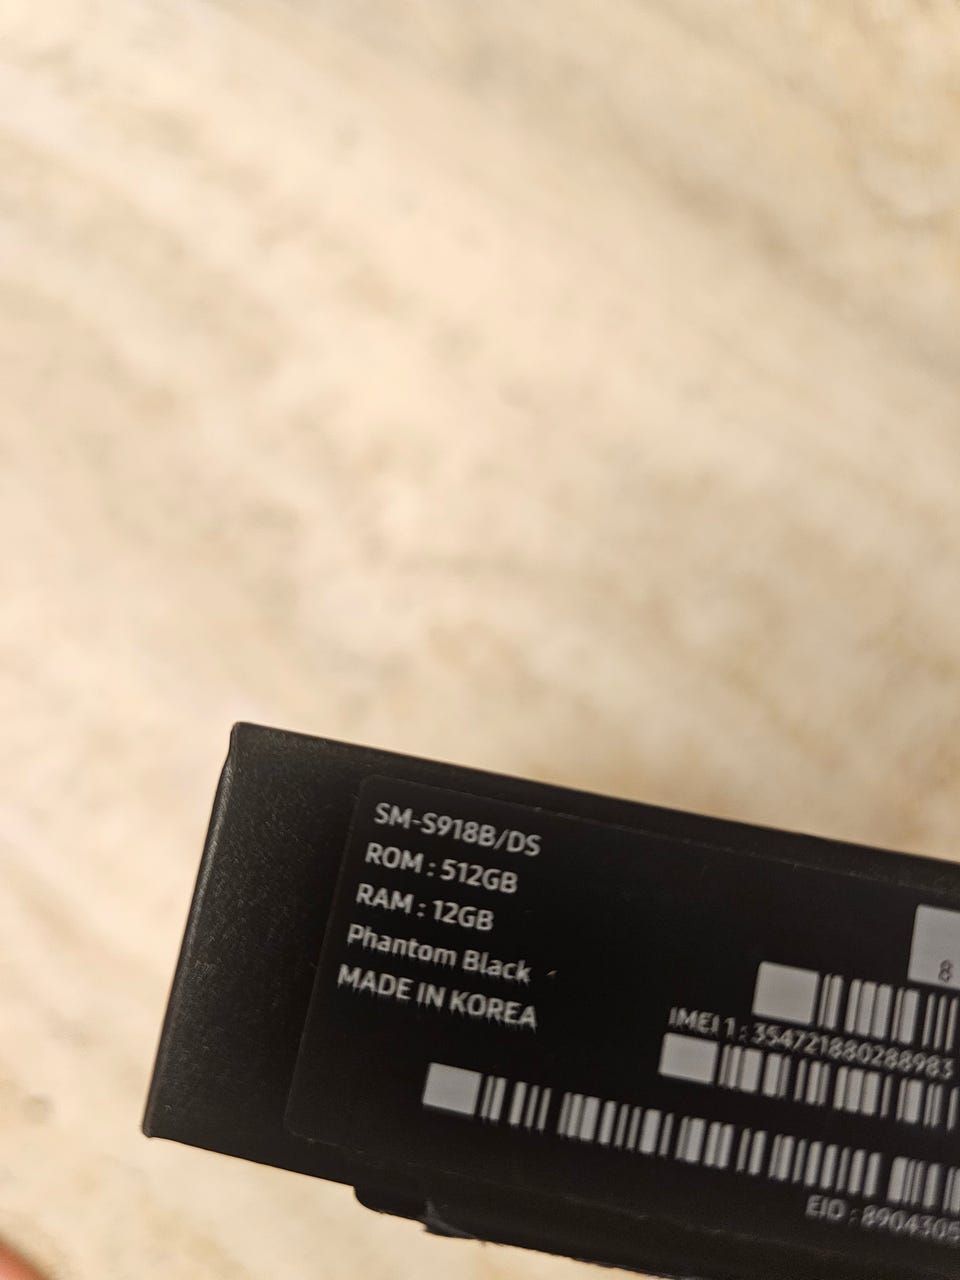 SM-S918B/DS
ROM : 512GB
RAM : 12GB
Phantom Black
MADE IN KOREA
8
IMEI 1 : 354721880288983
EID : 8904305